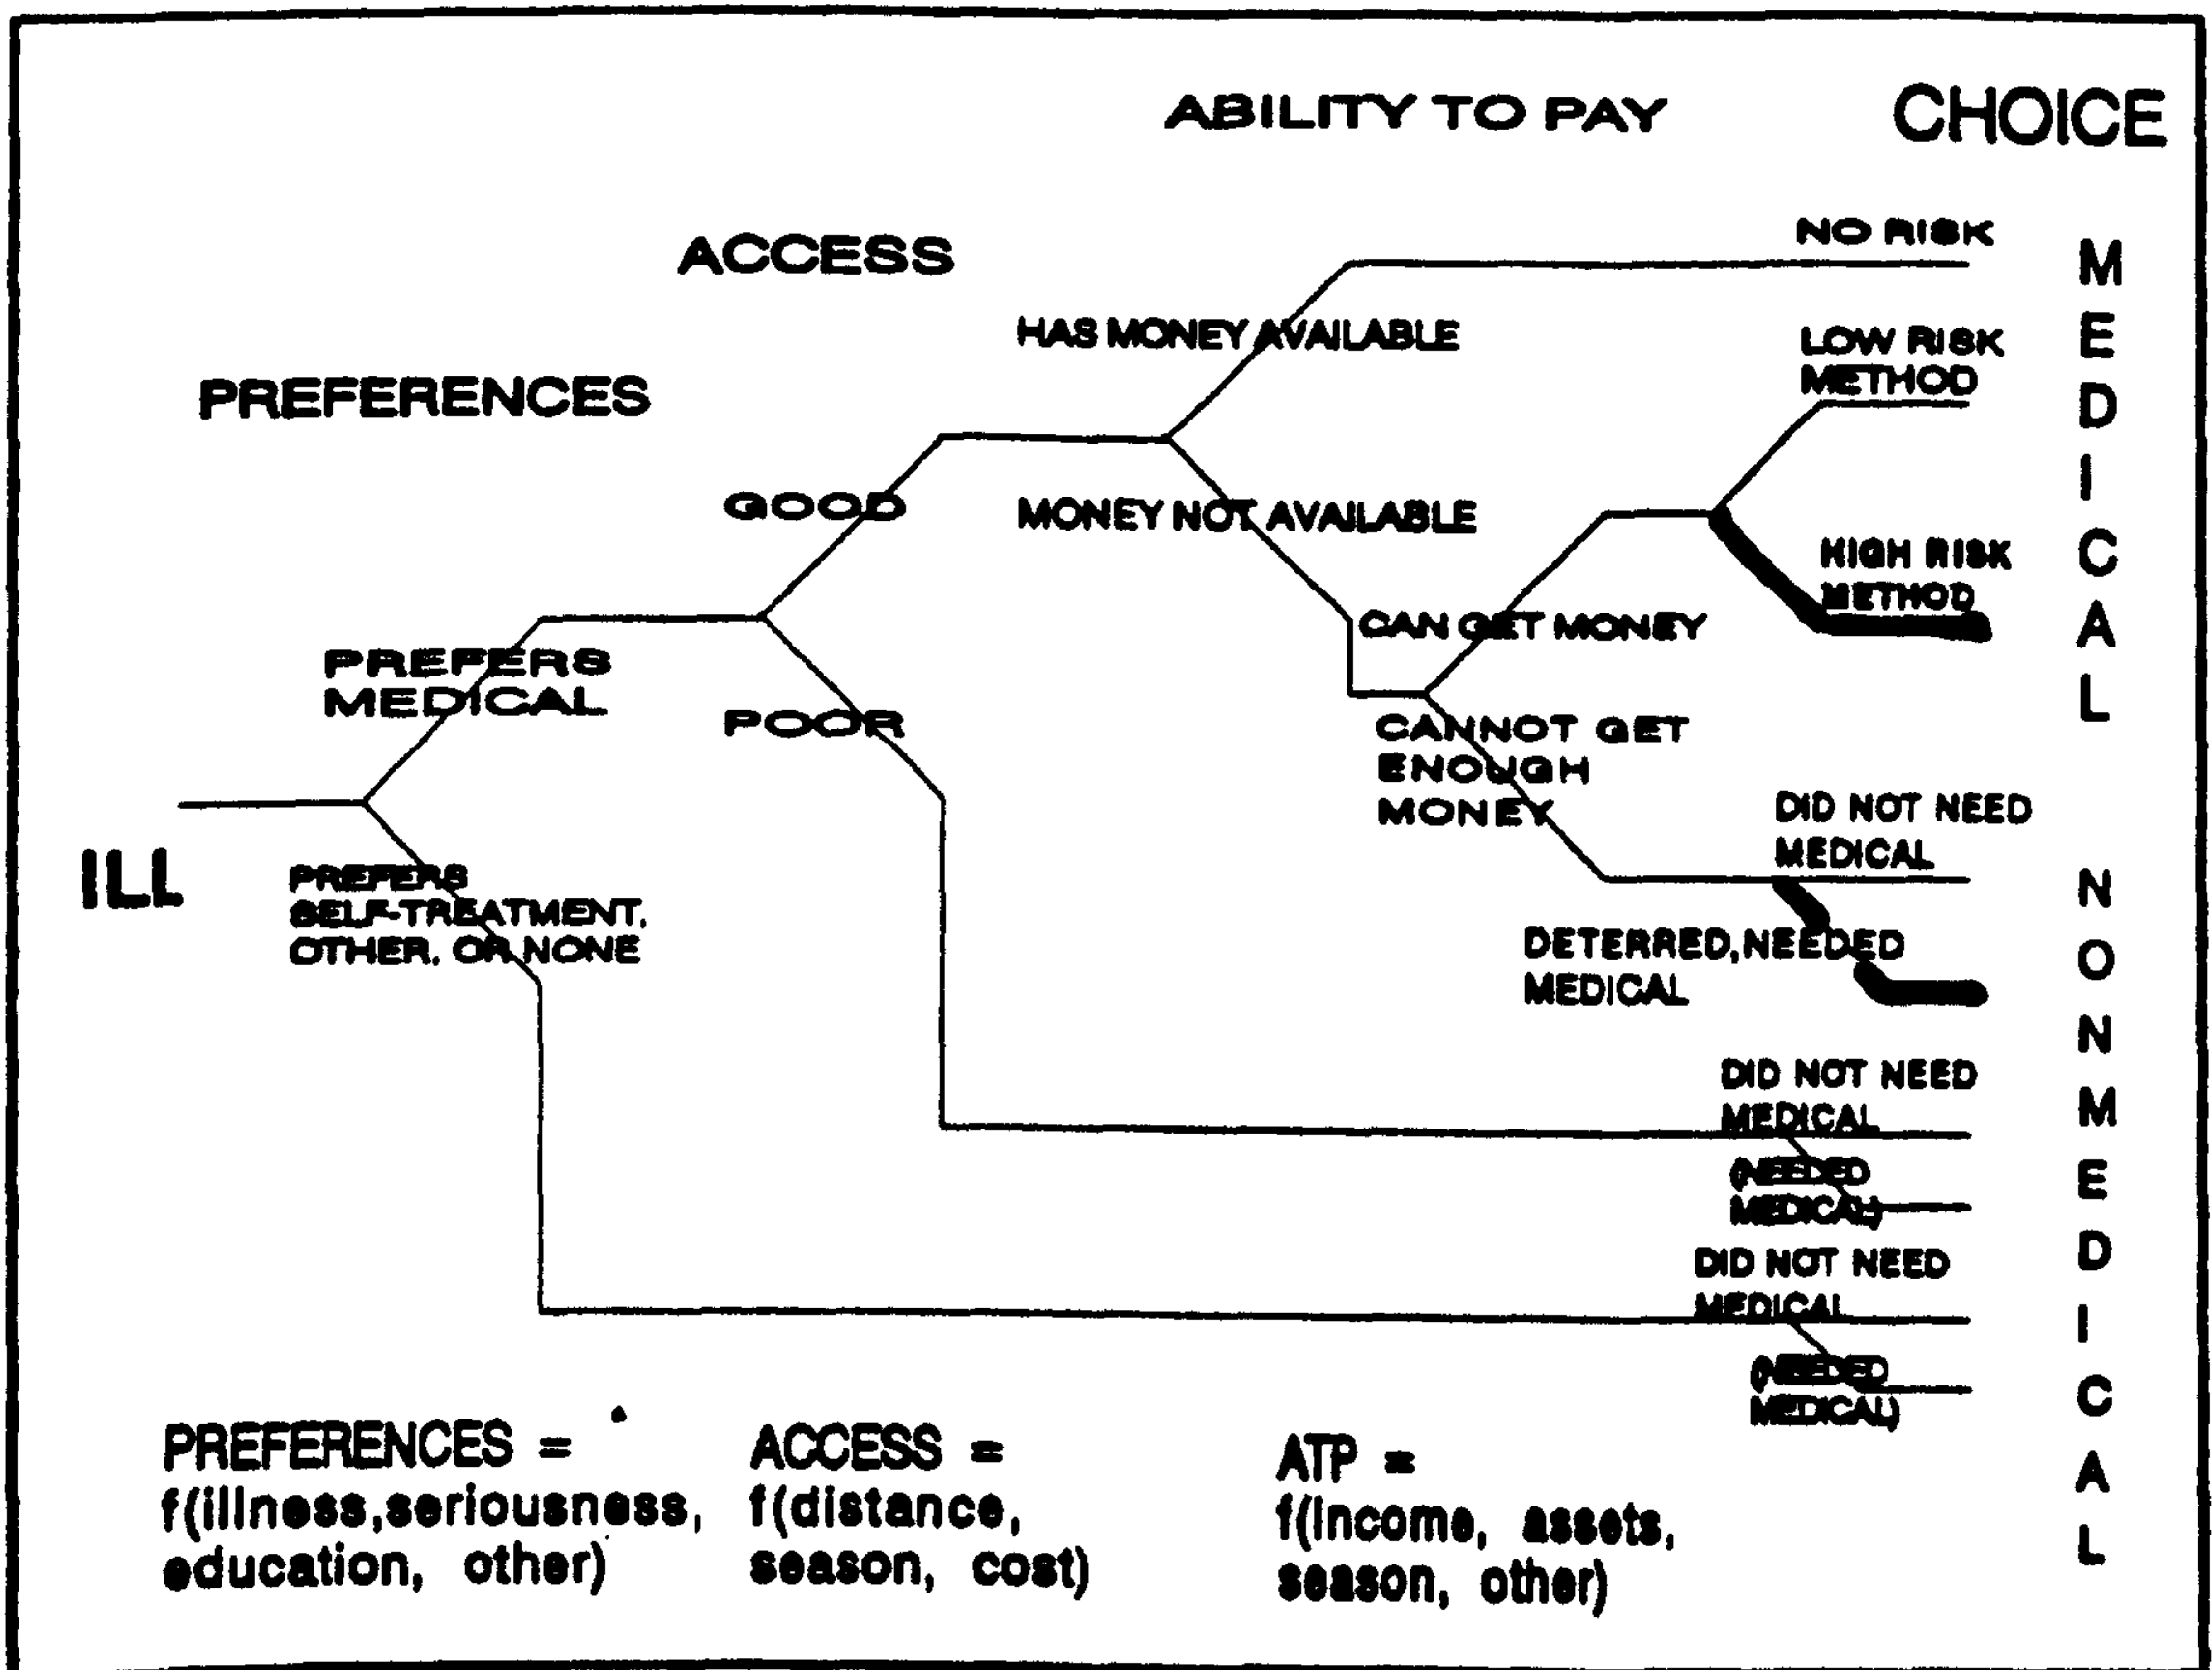 ABILITY TO PAY
CHOICE
ACCESS
PREFERENCES
NO RISK
HAS MONEY AVAILABLE
LOW RISK
METHOD
GOOD
MONEY NOT AVAILABLE
HIGH RISK
METHOD
CAN GET MONEY
PREFERS
MEDICAL
POOR
CANNOT GET
ENOUGH
MONEY
DID NOT NEED
MEDICAL
ILL
PREFERS
SELF-TREATMENT,
OTHER, OR NONE
DETERRED,NEEDED
MEDICAL
DID NOT NEED
MEDICAL
(NEEDED
MEDICAL)
DID NOT NEED
MEDICAL
(NEEDED
MEDICAL)
MEDICAL
NONMEDICAL
PREFERENCES =
f(illness,seriousness,
education, other)
ACCESS =
f(distance,
season, cost)
ATP =
f(income, assets,
season, other)